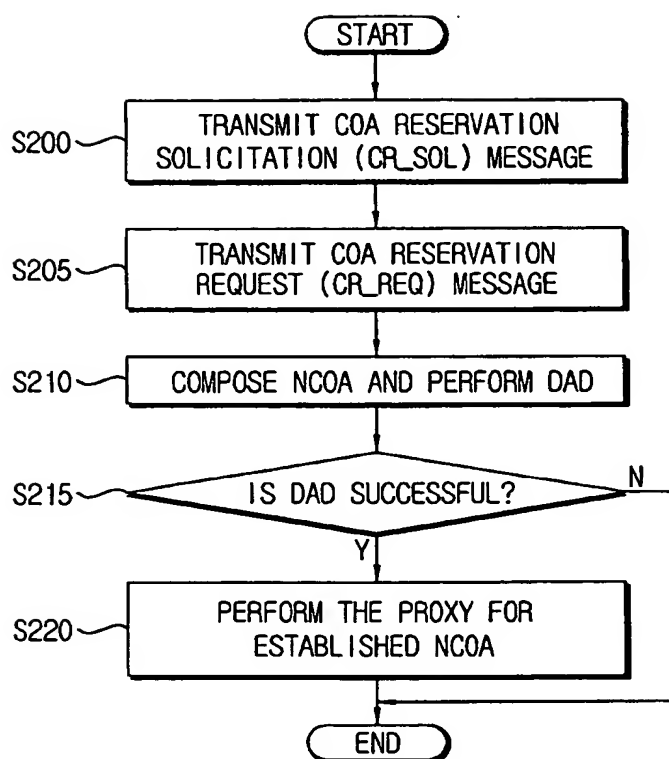 START
S200
TRANSMIT COA RESERVATION
SOLICITATION (CR_SOL) MESSAGE
S205
TRANSMIT COA RESERVATION
REQUEST (CR_REQ) MESSAGE
S210
COMPOSE NCOA AND PERFORM DAD
S215
IS DAD SUCCESSFUL?
N
Y
S220
PERFORM THE PROXY FOR
ESTABLISHED NCOA
END